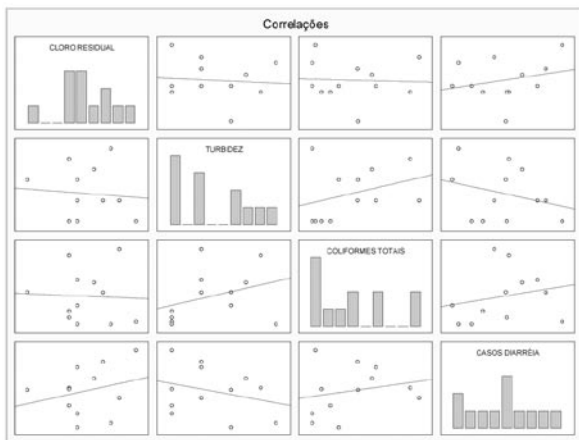 Correlações
CLORO RESIDUAL
TURBIDEZ
COLIFORMES TOTAIS
CASOS DIARRÉIA